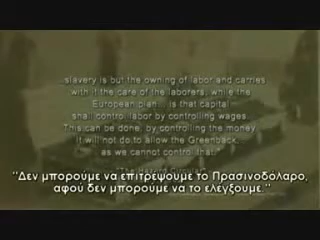 ...slavery is but the owning of labor and carries
with it the care of the laborers, while the
European plan... is that capital
shall control labor by controlling wages.
This can be done, by controlling the money.
It will not do to allow the Greenback,
as we cannot control that."
"The Hazard Circular"
"Δεν μπορούμε να επιτρέψουμε το Πρασινοδόλαρο,
αφού δεν μπορούμε να το ελέγξουμε."